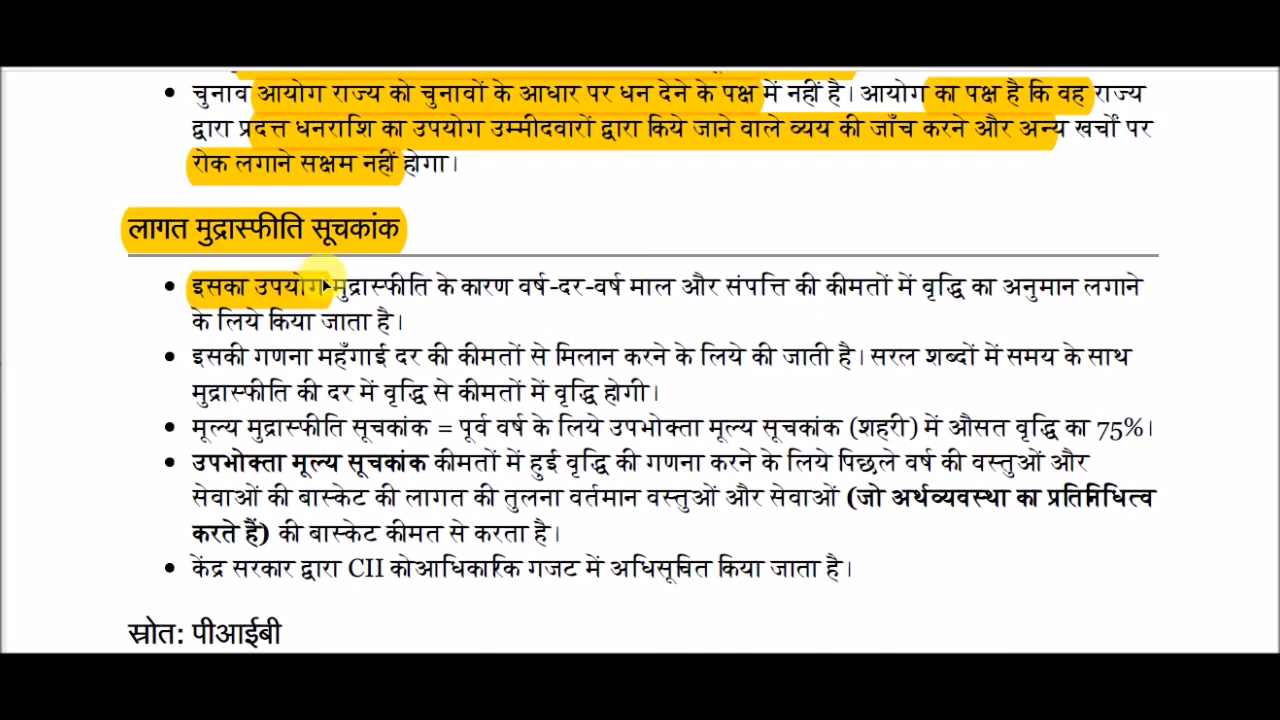 चुनाव आयोग राज्य को चुनावों के आधार पर धन देने के पक्ष में नहीं है। आयोग का पक्ष है कि वह राज्य
द्वारा प्रदत्त धनराशि का उपयोग उम्मीदवारों द्वारा किये जाने वाले व्यय की जाँच करने और अन्य खर्चों पर
रोक लगाने सक्षम नहीं होगा।
लागत मुद्रास्फीति सूचकांक
इसका उपयोग मुद्रास्फीति के कारण वर्ष-दर-वर्ष माल और संपत्ति की कीमतों में वृद्धि का अनुमान लगाने
के लिये किया जाता है।
इसकी गणना महँगाई दर की कीमतों से मिलान करने के लिये की जाती है। सरल शब्दों में समय के साथ
मुद्रास्फीति की दर में वृद्धि से कीमतों में वृद्धि होगी।
मूल्य मुद्रास्फीति सूचकांक = पूर्व वर्ष के लिये उपभोक्ता मूल्य सूचकांक (शहरी) में औसत वृद्धि का 75%।
उपभोक्ता मूल्य सूचकांक कीमतों में हुई वृद्धि की गणना करने के लिये पिछले वर्ष की वस्तुओं और
सेवाओं की बास्केट की लागत की तुलना वर्तमान वस्तुओं और सेवाओं (जो अर्थव्यवस्था का प्रतिनिधित्व
करते हैं) की बास्केट कीमत से करता है।
केंद्र सरकार द्वारा CII कोआधिकारिक गजट में अधिसूचित किया जाता है।
स्रोत: पीआईबी